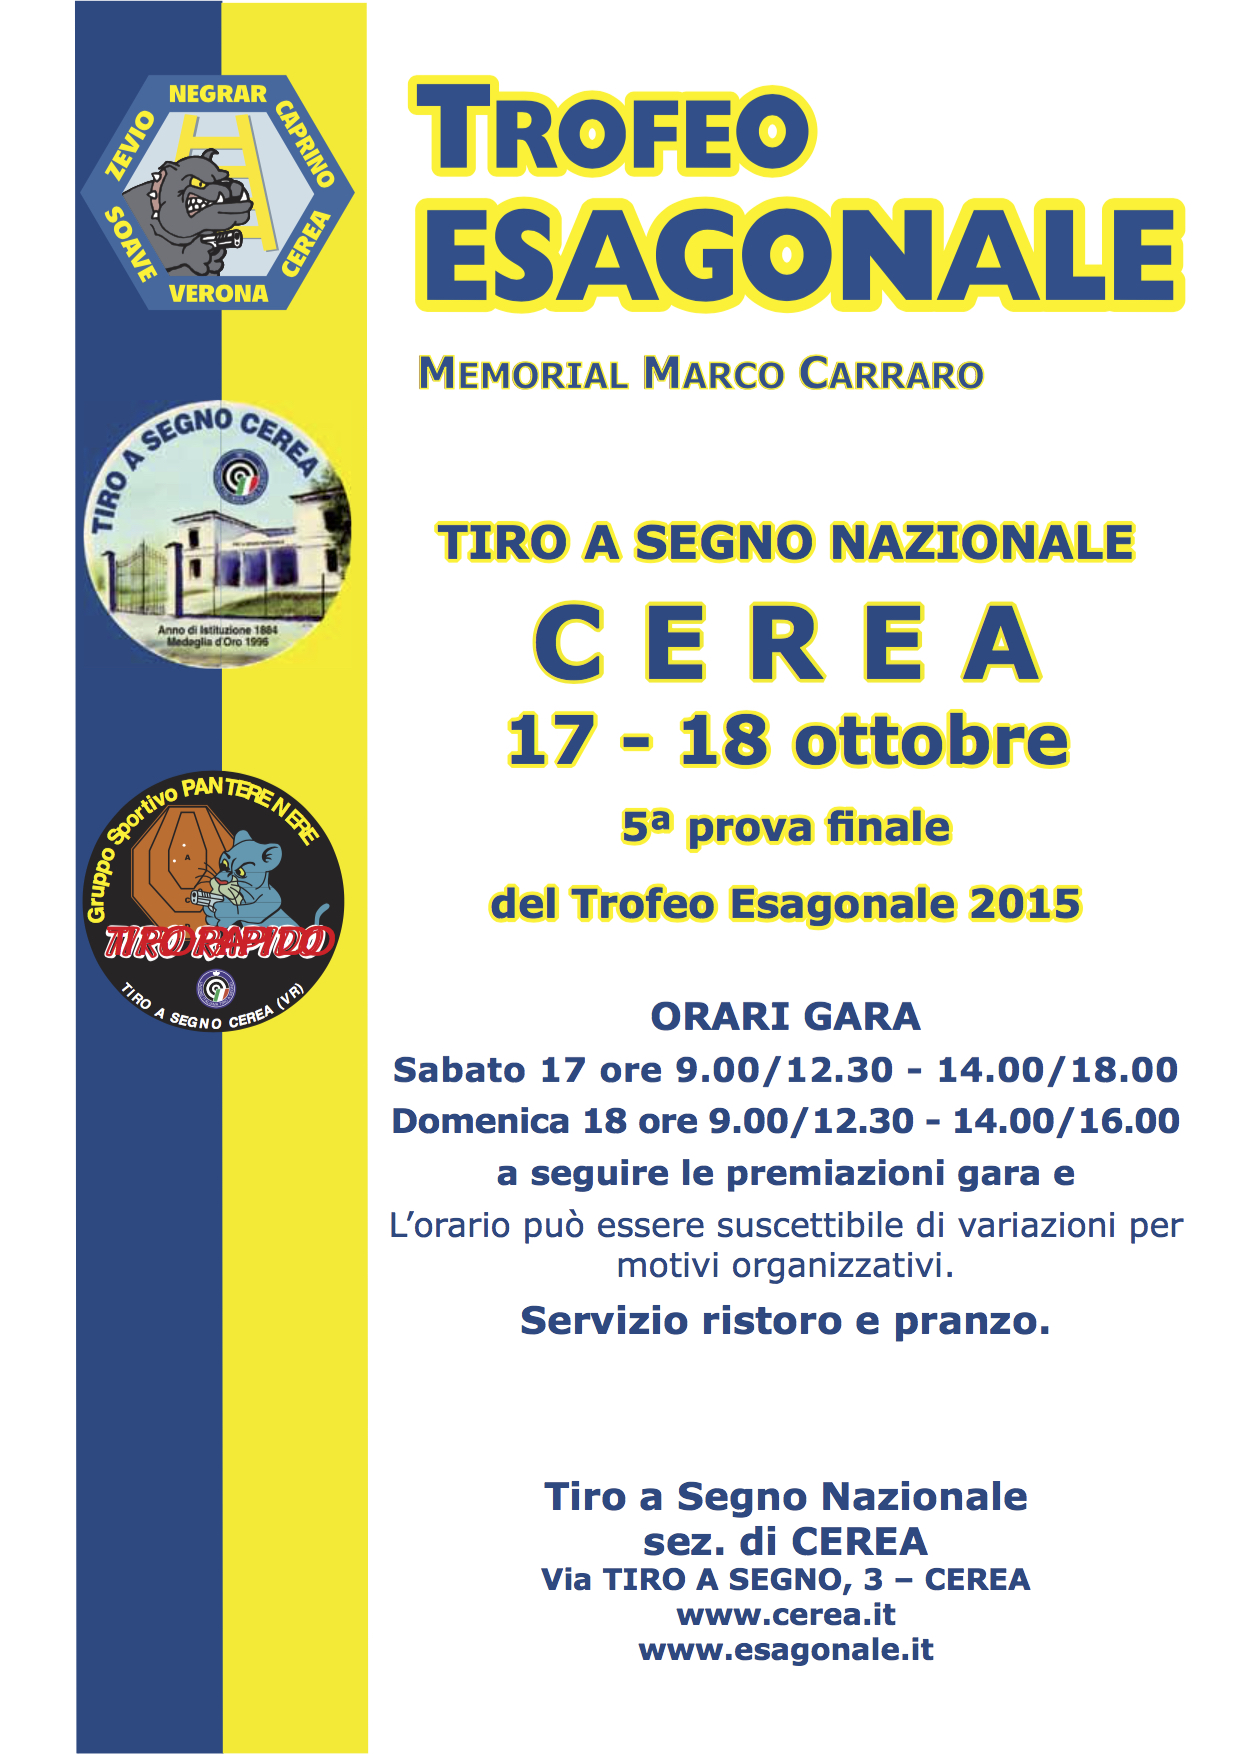 NEGRAR
CAPRINO
ZEVIO
SOAVE
CEREA
VERONA
TROFEO
ESAGONALE
MEMORIAL MARCO CARRARO
TIRO A SEGNO CEREA
Anno di Istituzione 1884
Medaglia d'Oro 1996
TIRO A SEGNO NAZIONALE
CEREA
17 - 18 ottobre
5ª prova finale
del Trofeo Esagonale 2015
Gruppo Sportivo PANTERE NERE
A
TIRO RAPIDO
TIRO A SEGNO CEREA (VR)
ORARI GARA
Sabato 17 ore 9.00/12.30 - 14.00/18.00
Domenica 18 ore 9.00/12.30 - 14.00/16.00
a seguire le premiazioni gara e
L’orario può essere suscettibile di variazioni per
motivi organizzativi.
Servizio ristoro e pranzo.
Tiro a Segno Nazionale
sez. di CEREA
Via TIRO A SEGNO, 3 – CEREA
www.cerea.it
www.esagonale.it